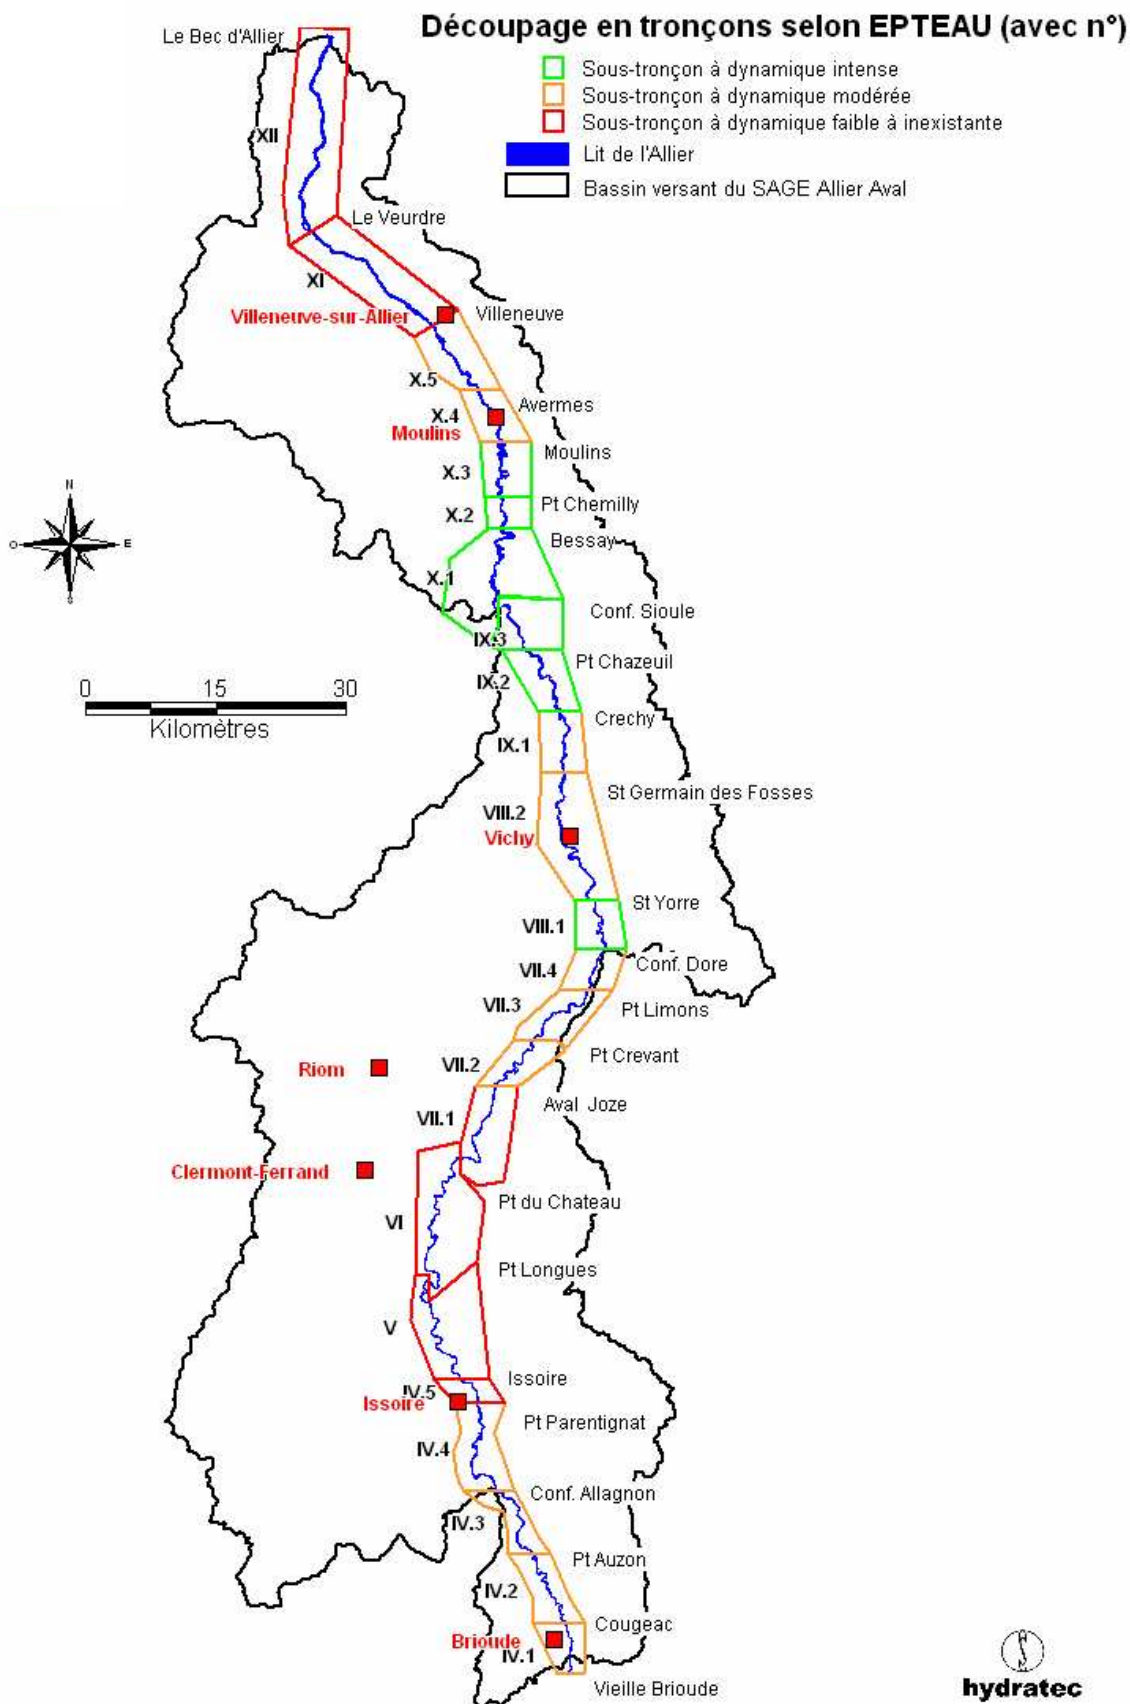 Découpage en tronçons selon EPTEAU (avec n°)
Le Bec d'Allier
Sous-tronçon à dynamique intense
Sous-tronçon à dynamique modérée
Sous-tronçon à dynamique faible à inexistante
Lit de l'Allier
Bassin versant du SAGE Allier Aval
XII
Le Veurdre
XI
Villeneuve-sur-Allier
Villeneuve
X.5
Avermes
X.4
Moulins
Moulins
X.3
N
Pt Chemilly
X.2
O
E
Bessay
X.1
S
Conf. Sioule
IX.3
Pt Chazeuil
IX.2
0 15 30
Kilomètres
Crechy
IX.1
St Germain des Fosses
VIII.2
Vichy
St Yorre
VIII.1
Conf. Dore
VII.4
VII.3
Pt Limons
Pt Crevant
VII.2
Riom
Aval Joze
VII.1
Clermont-Ferrand
Pt du Chateau
VI
Pt Longues
V
Issoire
IV.5
Issoire
Pt Parentignat
IV.4
Conf. Allagnon
IV.3
Pt Auzon
IV.2
Cougeac
Brioude
IV.1
Vieille Brioude
hydratec